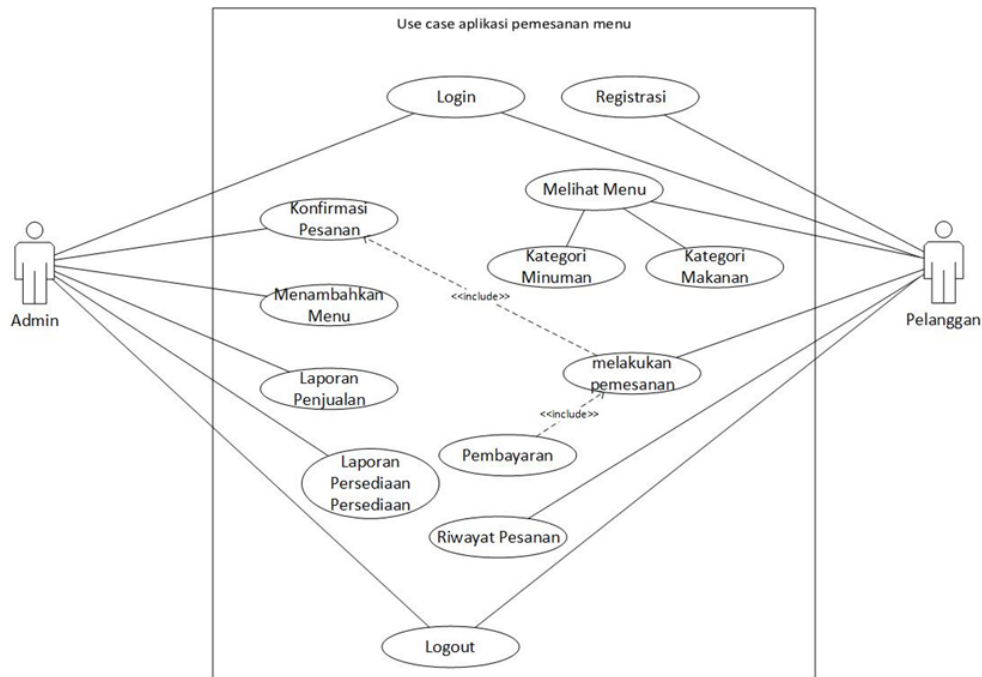 Use case aplikasi pemesanan menu
Login
Registrasi
Melihat Menu
Konfirmasi
Pesanan
Kategori
Minuman
Kategori
Makanan
<<include>>
Menambahkan
Menu
Admin
Pelanggan
melakukan
pemesanan
Laporan
Penjualan
<<include>>
Pembayaran
Laporan
Persediaan
Persediaan
Riwayat Pesanan
Logout